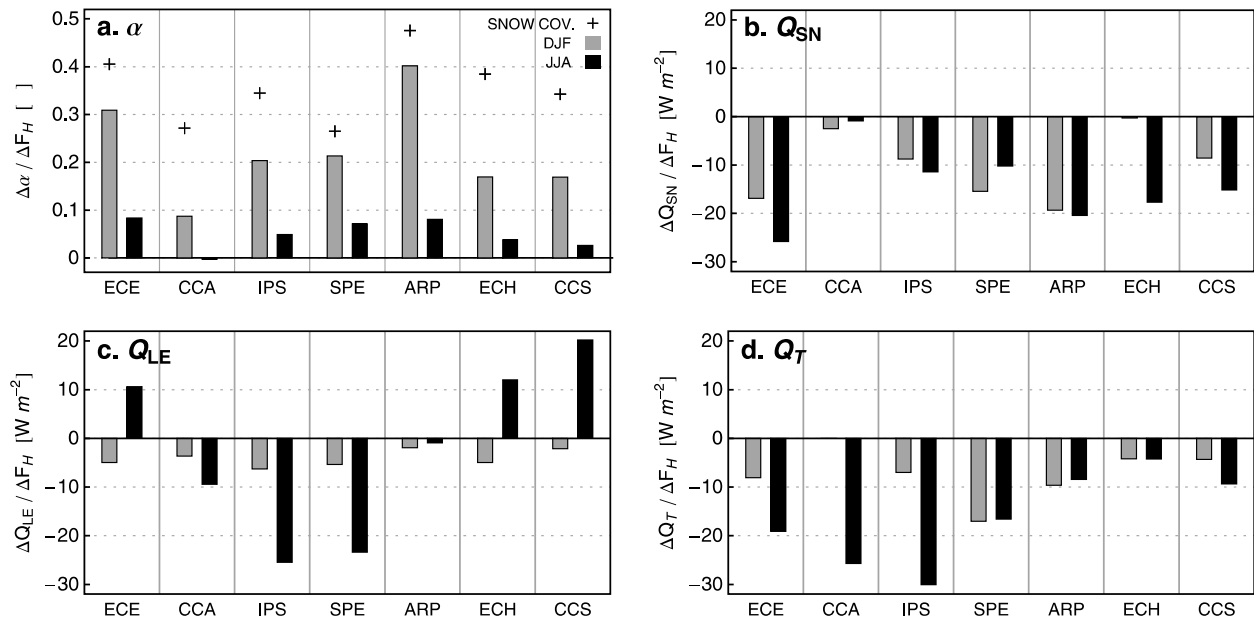 a. α
SNOW COV. +
DJF
JJA
0.5
0.4
0.3
0.2
0.1
0
Δα / ΔF_H [ ]
ECE CCA IPS SPE ARP ECH CCS
b. Q_SN
20
10
0
−10
−20
−30
ΔQ_SN / ΔF_H [W m⁻²]
ECE CCA IPS SPE ARP ECH CCS
c. Q_LE
20
10
0
−10
−20
−30
ΔQ_LE / ΔF_H [W m⁻²]
ECE CCA IPS SPE ARP ECH CCS
d. Q_T
20
10
0
−10
−20
−30
ΔQ_T / ΔF_H [W m⁻²]
ECE CCA IPS SPE ARP ECH CCS